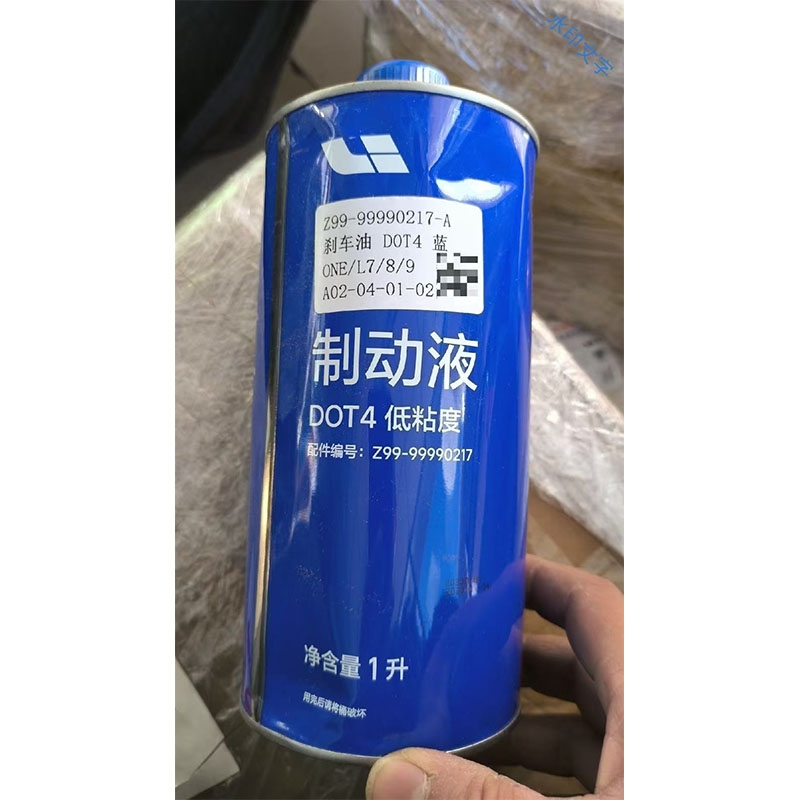 水印文字
Z99-99990217-A
刹车油 DOT4 蓝
ONE/L7/8/9
A02-04-01-02
制动液
DOT4 低粘度
配件编号：Z99-99990217
净含量 1 升
用完后请将桶破坏